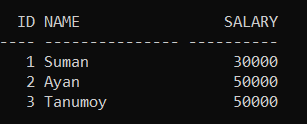 ID NAME SALARY
---- --------------- ----------
1 Suman 30000
2 Ayan 50000
3 Tanumoy 50000